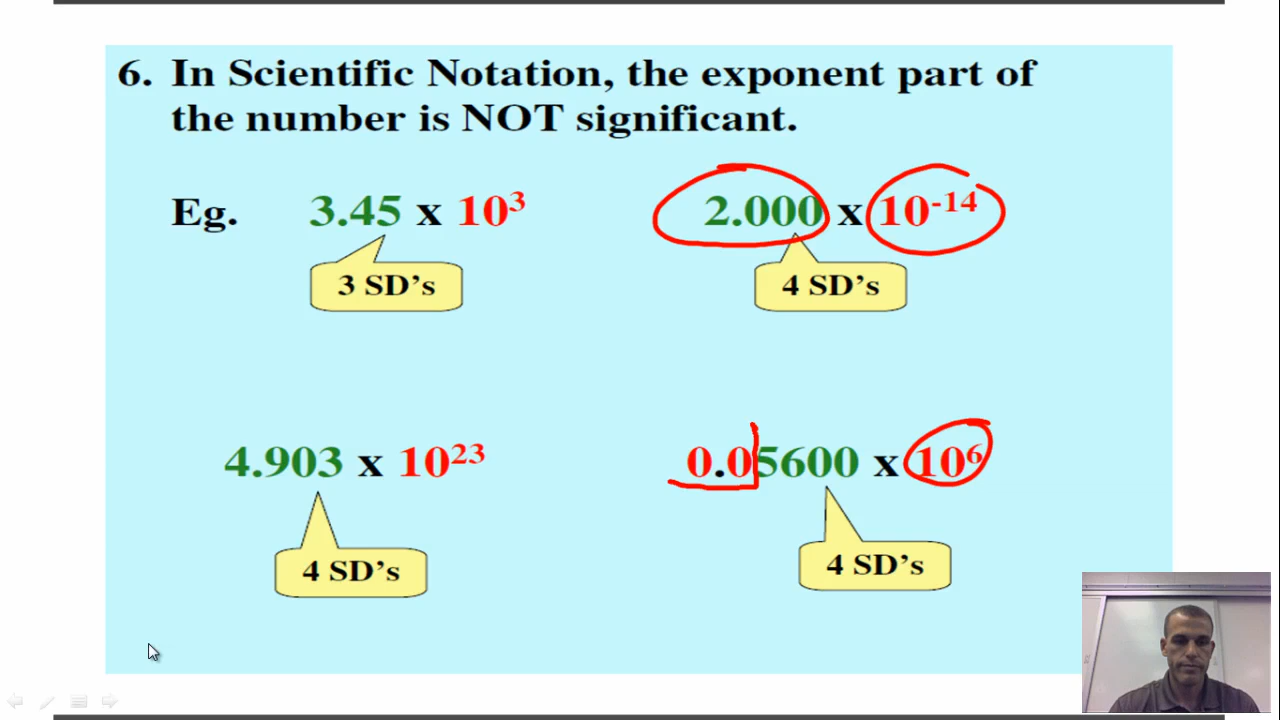 6. In Scientific Notation, the exponent part of
the number is NOT significant.
Eg. 3.45 x 10³ 2.000 x 10⁻¹⁴
3 SD's 4 SD's
4.903 x 10²³ 0.05600 x 10⁶
4 SD's 4 SD's